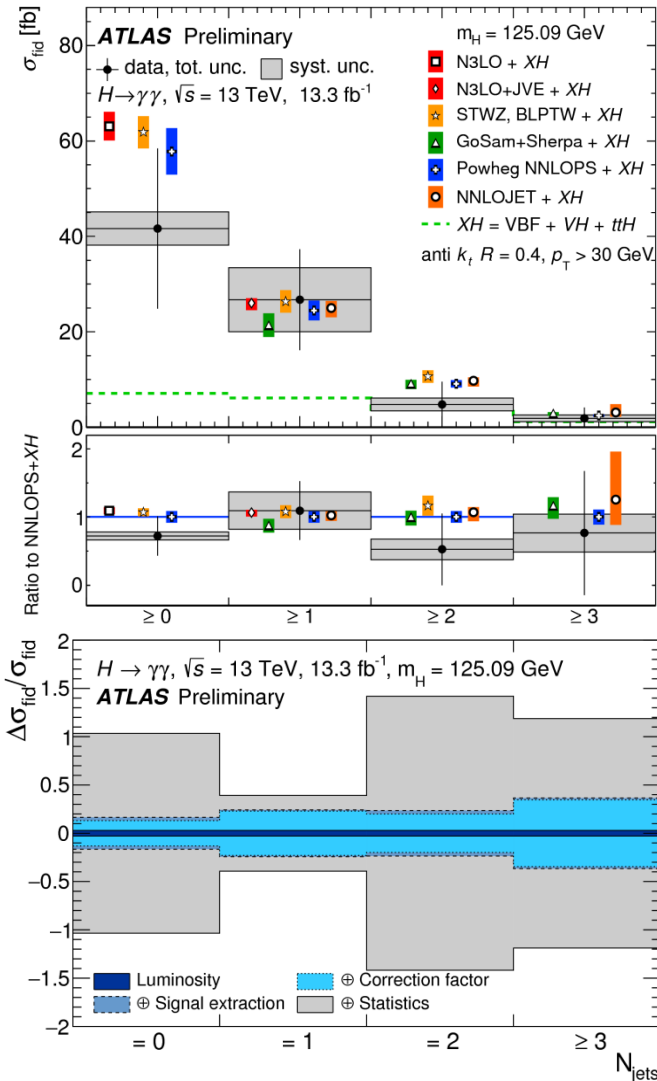 σfid [fb]
80
60
40
20
0
ATLAS Preliminary
data, tot. unc. syst. unc.
H→γγ, √s = 13 TeV, 13.3 fb⁻¹
m_H = 125.09 GeV
N3LO + XH
N3LO+JVE + XH
STWZ, BLPTW + XH
GoSam+Sherpa + XH
Powheg NNLOPS + XH
NNLOJET + XH
XH = VBF + VH + ttH
anti k_t R = 0.4, p_T > 30 GeV
Ratio to NNLOPS+XH
2
1
0
≥ 0 ≥ 1 ≥ 2 ≥ 3
Δσfid/σfid
2
1.5
1
0.5
0
−0.5
−1
−1.5
−2
H → γγ, √s = 13 TeV, 13.3 fb⁻¹, m_H = 125.09 GeV
ATLAS Preliminary
Luminosity ⊕ Correction factor
⊕ Signal extraction ⊕ Statistics
= 0 = 1 = 2 ≥ 3
N_jets